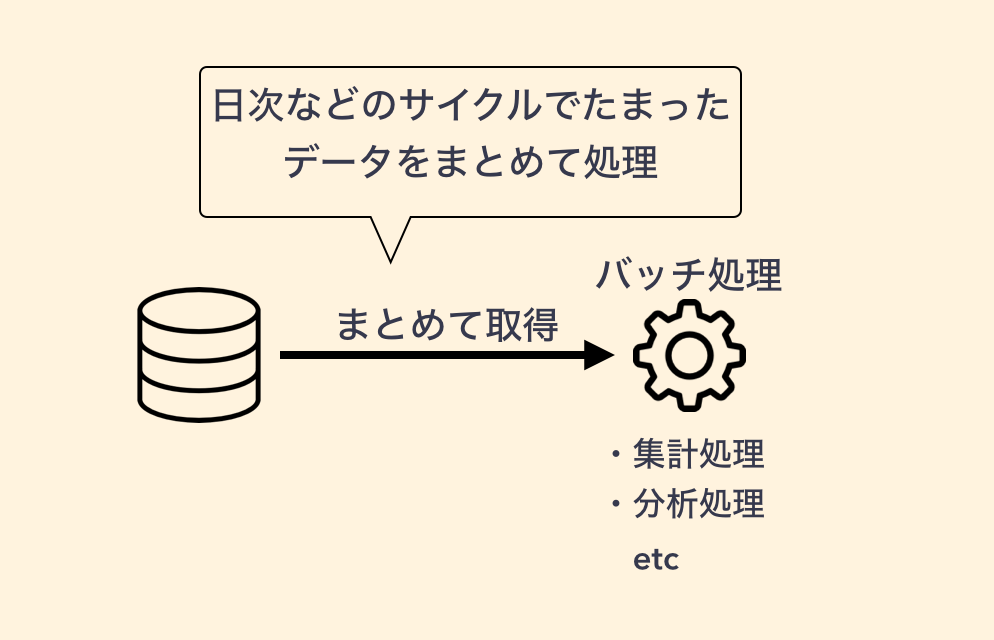 日次などのサイクルでたまった
データをまとめて処理
バッチ処理
まとめて取得
・集計処理
・分析処理
etc